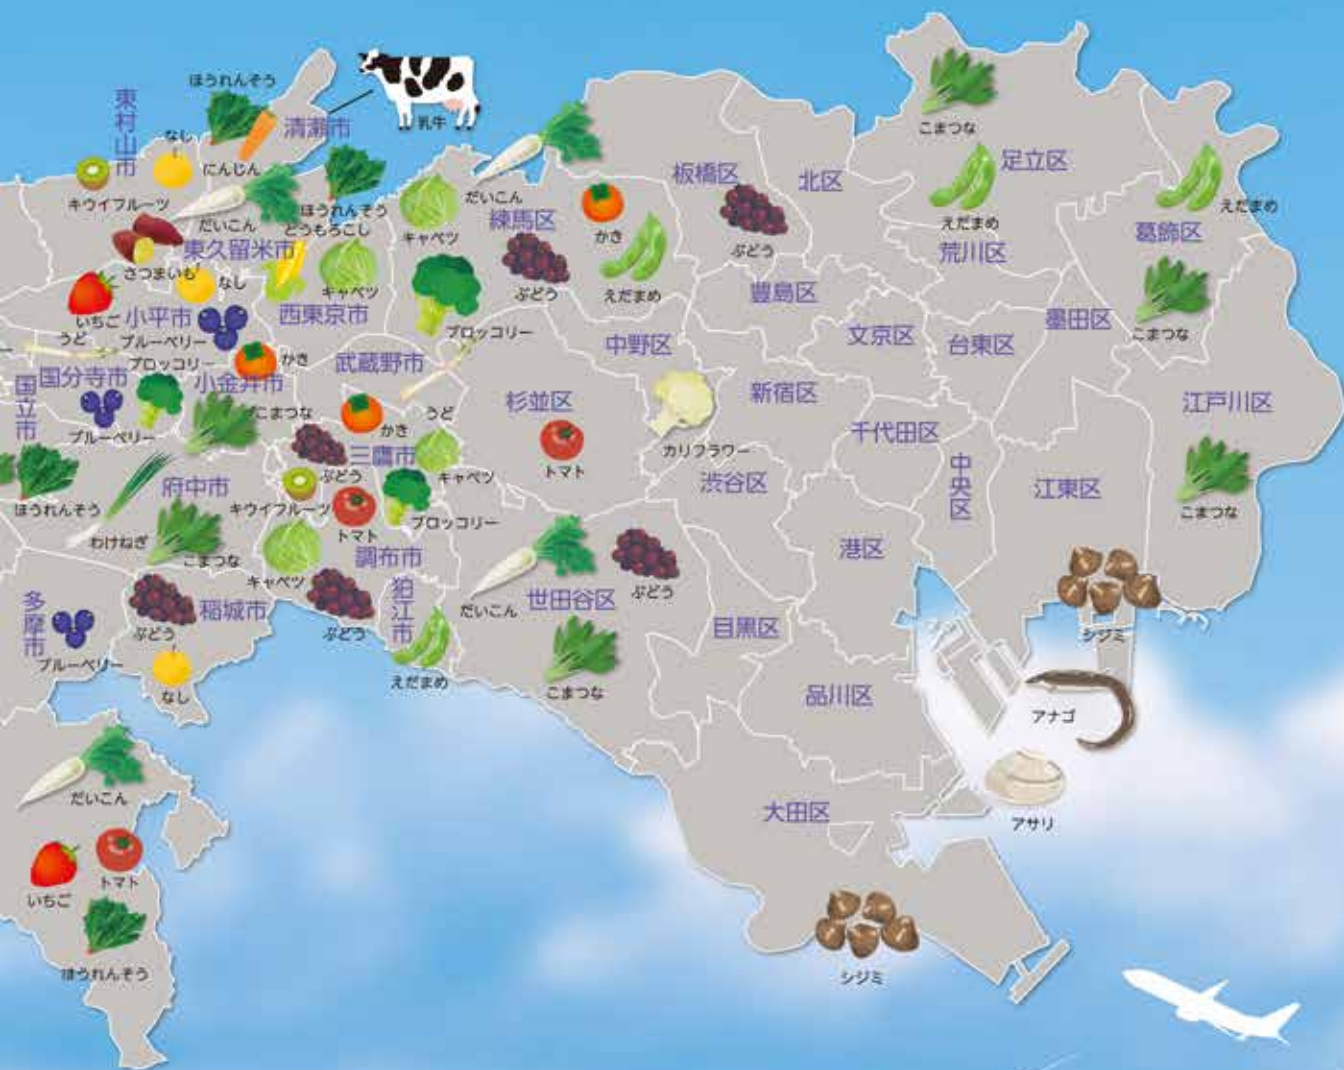 ほうれんそう
東村山市
なし
清瀬市
乳牛
にんじん
キウイフルーツ
だいこん
ほうれんそう
とうもろこし
東久留米市
さつまいも
なし
キャベツ
いちご
小平市
ブルーベリー
西東京市
うど
ブロッコリー
かき
国分寺市
小金井市
武蔵野市
国立市
ブルーベリー
こまつな
かき
うど
ぶどう
三鷹市
キャベツ
ほうれんそう
府中市
キウイフルーツ
トマト
ブロッコリー
わけねぎ
こまつな
キャベツ
調布市
多摩市
ブルーベリー
ぶどう
稲城市
ぶどう
狛江市
えだまめ
なし
だいこん
いちご
トマト
ほうれんそう
キャベツ
だいこん
練馬区
かき
ぶどう
えだまめ
ブロッコリー
板橋区
ぶどう
北区
こまつな
足立区
えだまめ
荒川区
えだまめ
葛飾区
こまつな
豊島区
中野区
文京区
台東区
墨田区
杉並区
トマト
カリフラワー
新宿区
千代田区
中央区
江東区
江戸川区
こまつな
渋谷区
港区
だいこん
世田谷区
ぶどう
こまつな
目黒区
品川区
シジミ
アナゴ
アサリ
大田区
シジミ